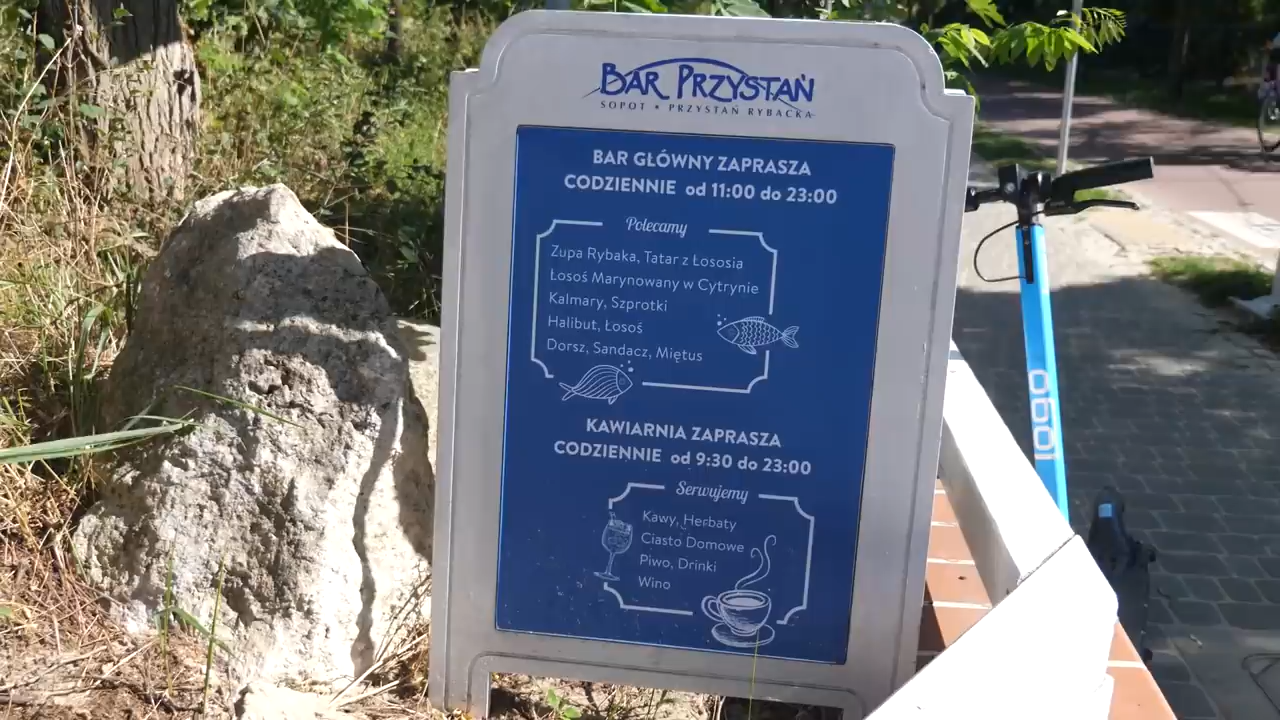 BAR PRZYSTAŃ
SOPOT • PRZYSTAŃ RYBACKA
BAR GŁÓWNY ZAPRASZA
CODZIENNIE od 11:00 do 23:00
Polecamy
Zupa Rybaka, Tatar z Łososia
Łosoś Marynowany w Cytrynie
Kalmary, Szprotki
Halibut, Łosoś
Dorsz, Sandacz, Miętus
KAWIARNIA ZAPRASZA
CODZIENNIE od 9:30 do 23:00
Serwujemy
Kawy, Herbaty
Ciasto Domowe
Piwo, Drinki
Wino